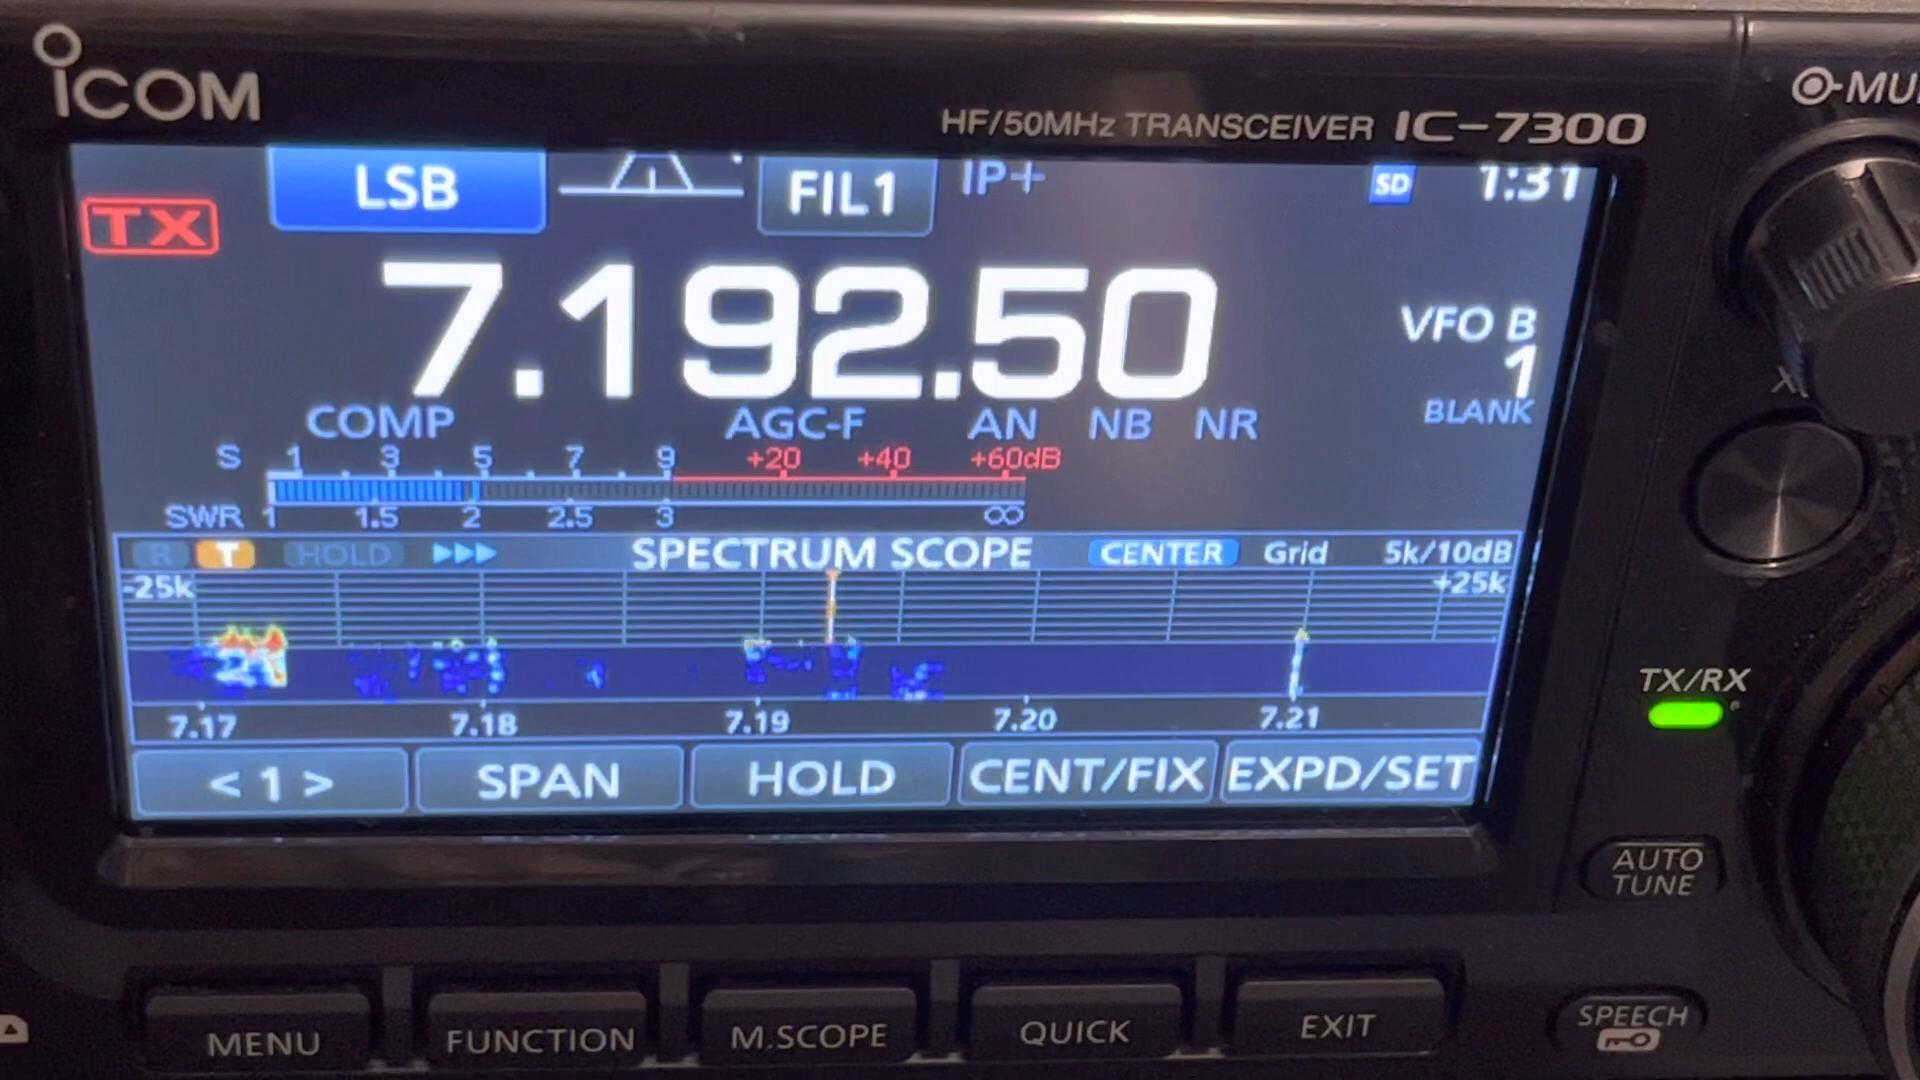 ICOM
HF/50MHz TRANSCEIVER IC-7300
LSB FIL1 IP+ SD 1:31
TX
7.192.50
VFO B
1
BLANK
COMP AGC-F AN NB NR
S 1 3 5 7 9 +20 +40 +60dB
SWR 1 1.5 2 2.5 3 ∞
R T HOLD SPECTRUM SCOPE CENTER Grid 5k/10dB
-25k +25k
7.17 7.18 7.19 7.20 7.21
< 1 > SPAN HOLD CENT/FIX EXPD/SET
TX/RX
AUTO
TUNE
MENU FUNCTION M.SCOPE QUICK EXIT
SPEECH